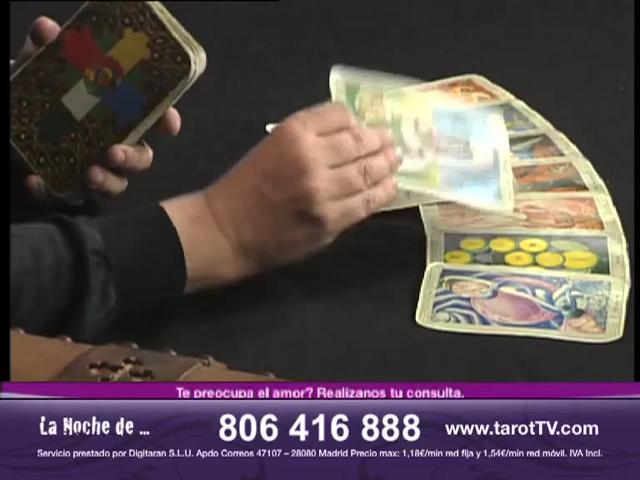 Te preocupa el amor? Realizanos tu consulta.
La Noche de ... 806 416 888 www.tarotTV.com
Servicio prestado por Digitaran S.L.U. Apdo Correos 47107 – 28080 Madrid Precio max: 1,18€/min red fija y 1,54€/min red móvil. IVA Incl.